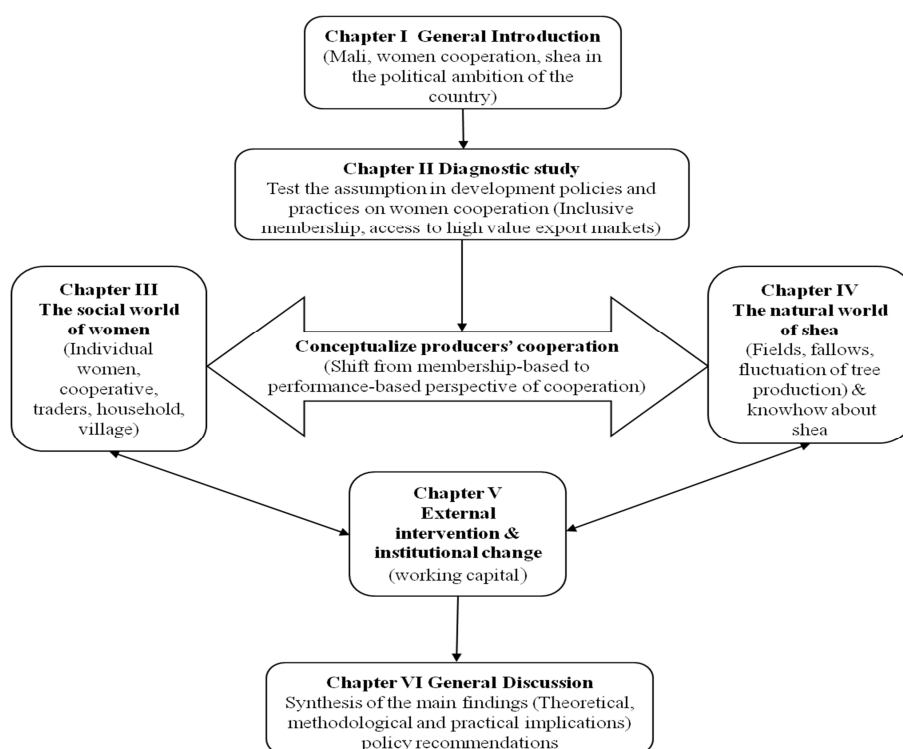 Chapter I General Introduction
(Mali, women cooperation, shea in
the political ambition of the
country)
Chapter II Diagnostic study
Test the assumption in development policies and
practices on women cooperation (Inclusive
membership, access to high value export markets)
Chapter III
The social world
of women
(Individual
women,
cooperative,
traders, household,
village)
Conceptualize producers' cooperation
(Shift from membership-based to
performance-based perspective of cooperation)
Chapter IV
The natural world
of shea
(Fields, fallows,
fluctuation of tree
production) &
knowhow about
shea
Chapter V
External
intervention &
institutional change
(working capital)
Chapter VI General Discussion
Synthesis of the main findings (Theoretical,
methodological and practical implications)
policy recommendations